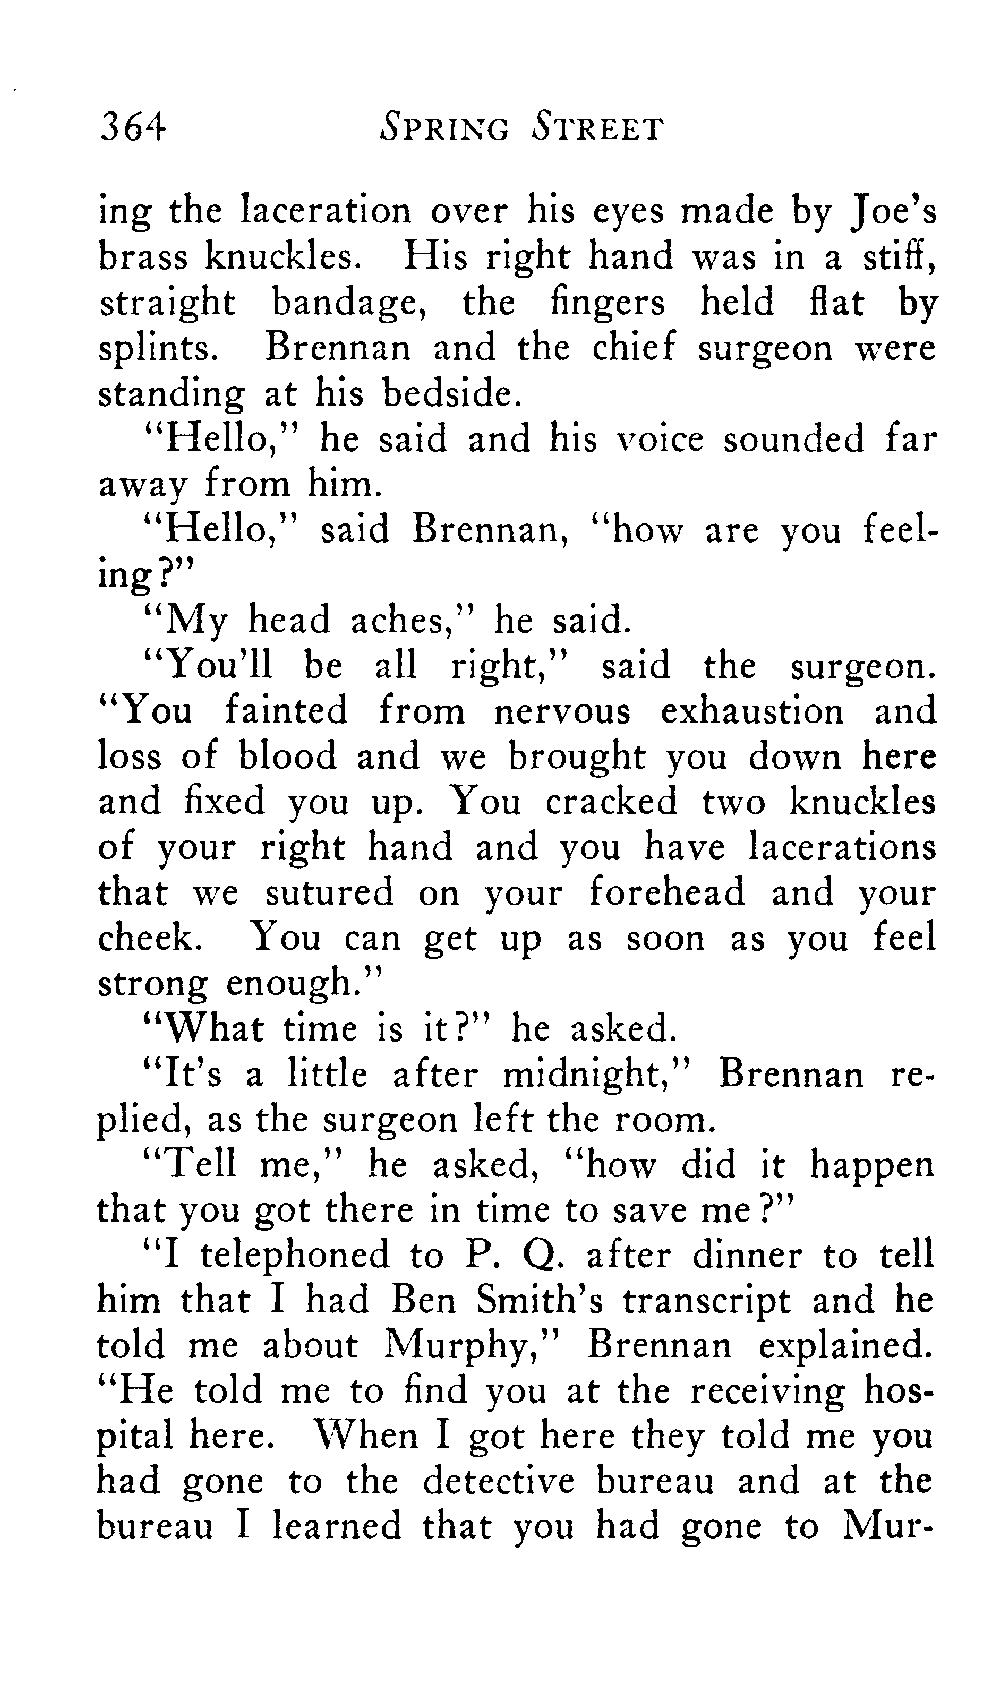 364 SPRING STREET
ing the laceration over his eyes made by Joe's
brass knuckles. His right hand was in a stiff,
straight bandage, the fingers held flat by
splints. Brennan and the chief surgeon were
standing at his bedside.
"Hello," he said and his voice sounded far
away from him.
"Hello," said Brennan, "how are you feel-
ing?"
"My head aches," he said.
"You'll be all right," said the surgeon.
"You fainted from nervous exhaustion and
loss of blood and we brought you down here
and fixed you up. You cracked two knuckles
of your right hand and you have lacerations
that we sutured on your forehead and your
cheek. You can get up as soon as you feel
strong enough."
"What time is it?" he asked.
"It's a little after midnight," Brennan re-
plied, as the surgeon left the room.
"Tell me," he asked, "how did it happen
that you got there in time to save me?"
"I telephoned to P. Q. after dinner to tell
him that I had Ben Smith's transcript and he
told me about Murphy," Brennan explained.
"He told me to find you at the receiving hos-
pital here. When I got here they told me you
had gone to the detective bureau and at the
bureau I learned that you had gone to Mur-